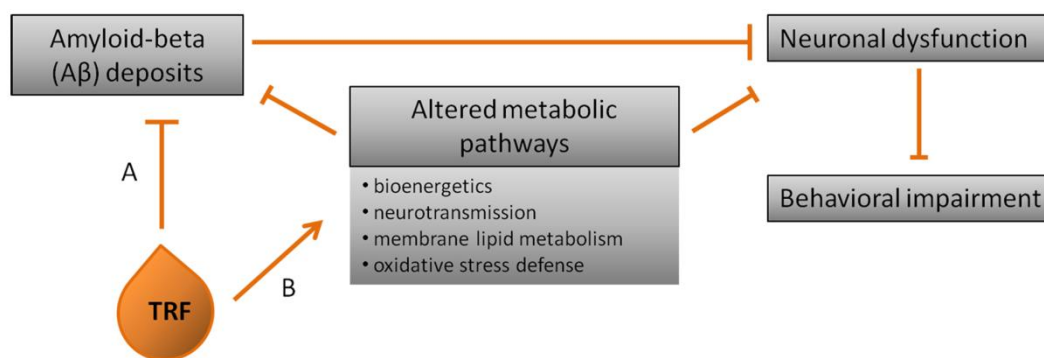 Amyloid-beta
(Aβ) deposits
Neuronal dysfunction
Altered metabolic
pathways
• bioenergetics
• neurotransmission
• membrane lipid metabolism
• oxidative stress defense
Behavioral impairment
A
B
TRF